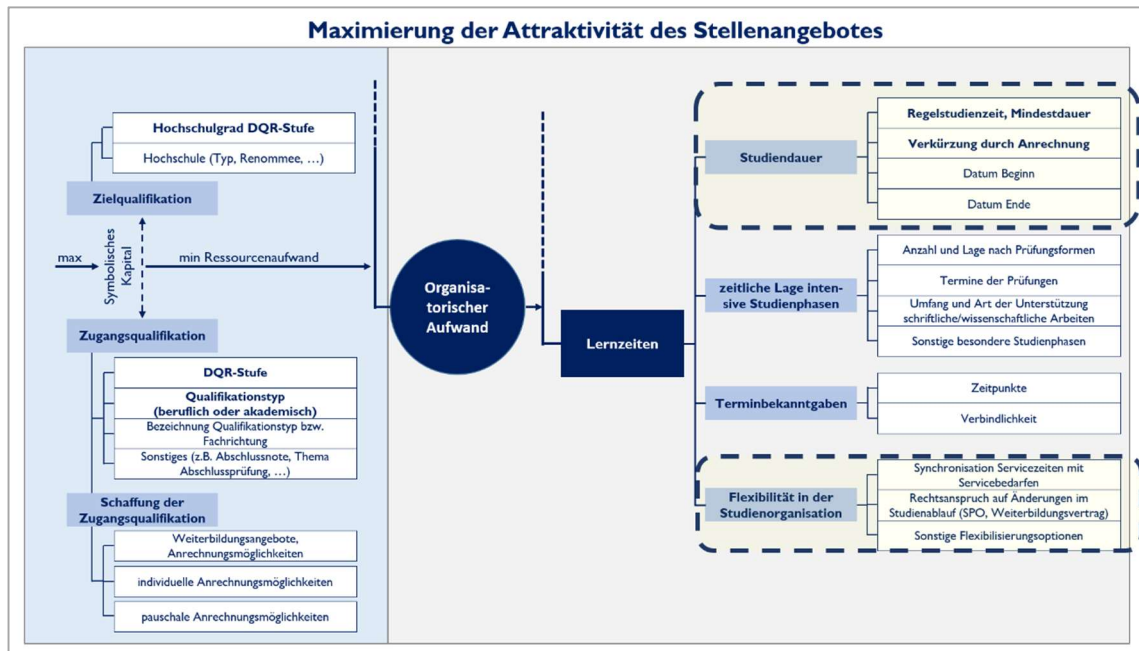 Maximierung der Attraktivität des Stellenangebotes
Hochschulgrad DQR-Stufe
Hochschule (Typ, Renommee, …)
Zielqualifikation
max
Symbolisches
Kapital
min Ressourcenaufwand
Zugangsqualifikation
DQR-Stufe
Qualifikationstyp
(beruflich oder akademisch)
Bezeichnung Qualifikationstyp bzw.
Fachrichtung
Sonstiges (z.B. Abschlussnote, Thema
Abschlussprüfung, …)
Schaffung der
Zugangsqualifikation
Weiterbildungsangebote,
Anrechnungsmöglichkeiten
individuelle Anrechnungsmöglichkeiten
pauschale Anrechnungsmöglichkeiten
Organisa-
torischer
Aufwand
Lernzeiten
Studiendauer
Regelstudienzeit, Mindestdauer
Verkürzung durch Anrechnung
Datum Beginn
Datum Ende
zeitliche Lage inten-
sive Studienphasen
Anzahl und Lage nach Prüfungsformen
Termine der Prüfungen
Umfang und Art der Unterstützung
schriftliche/wissenschaftliche Arbeiten
Sonstige besondere Studienphasen
Terminbekanntgaben
Zeitpunkte
Verbindlichkeit
Flexibilität in der
Studienorganisation
Synchronisation Servicezeiten mit
Servicebedarfen
Rechtsanspruch auf Änderungen im
Studienablauf (SPO, Weiterbildungsvertrag)
Sonstige Flexibilisierungsoptionen